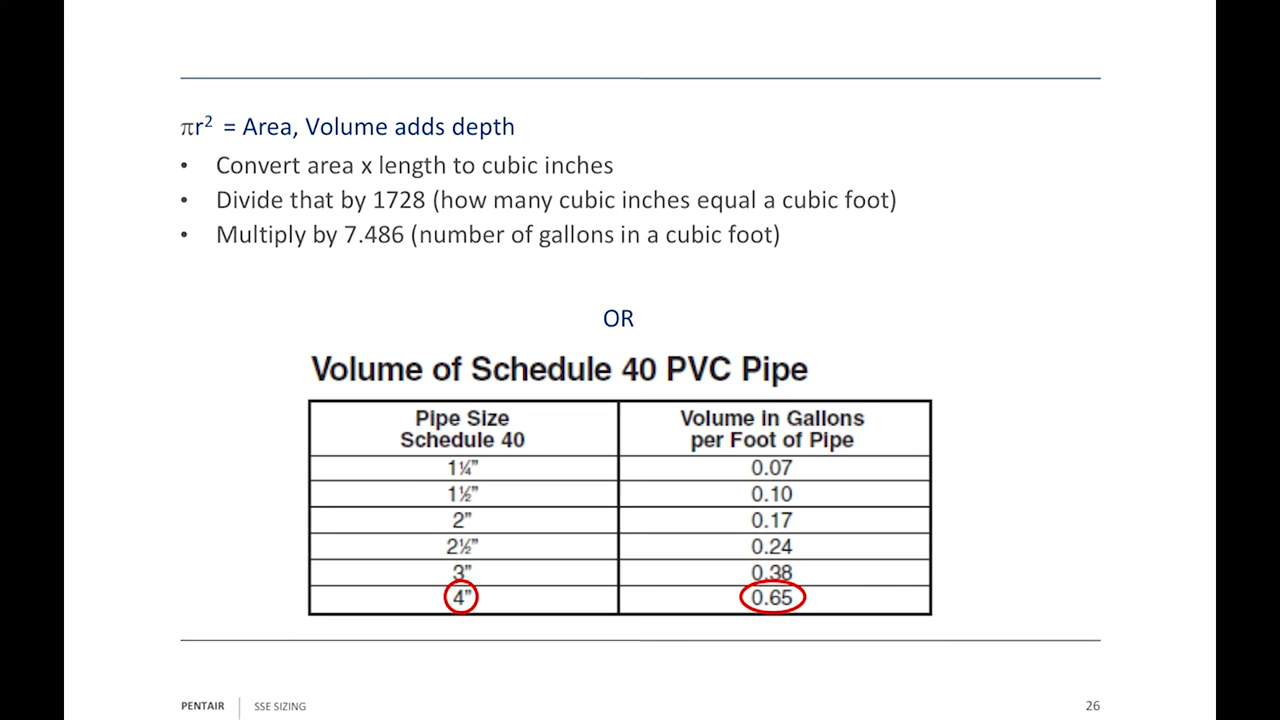 πr² = Area, Volume adds depth
• Convert area x length to cubic inches
• Divide that by 1728 (how many cubic inches equal a cubic foot)
• Multiply by 7.486 (number of gallons in a cubic foot)
OR
Volume of Schedule 40 PVC Pipe
Pipe Size Volume in Gallons
Schedule 40 per Foot of Pipe
1¼” 0.07
1½” 0.10
2” 0.17
2½” 0.24
3” 0.38
4” 0.65
PENTAIR SSE SIZING 26